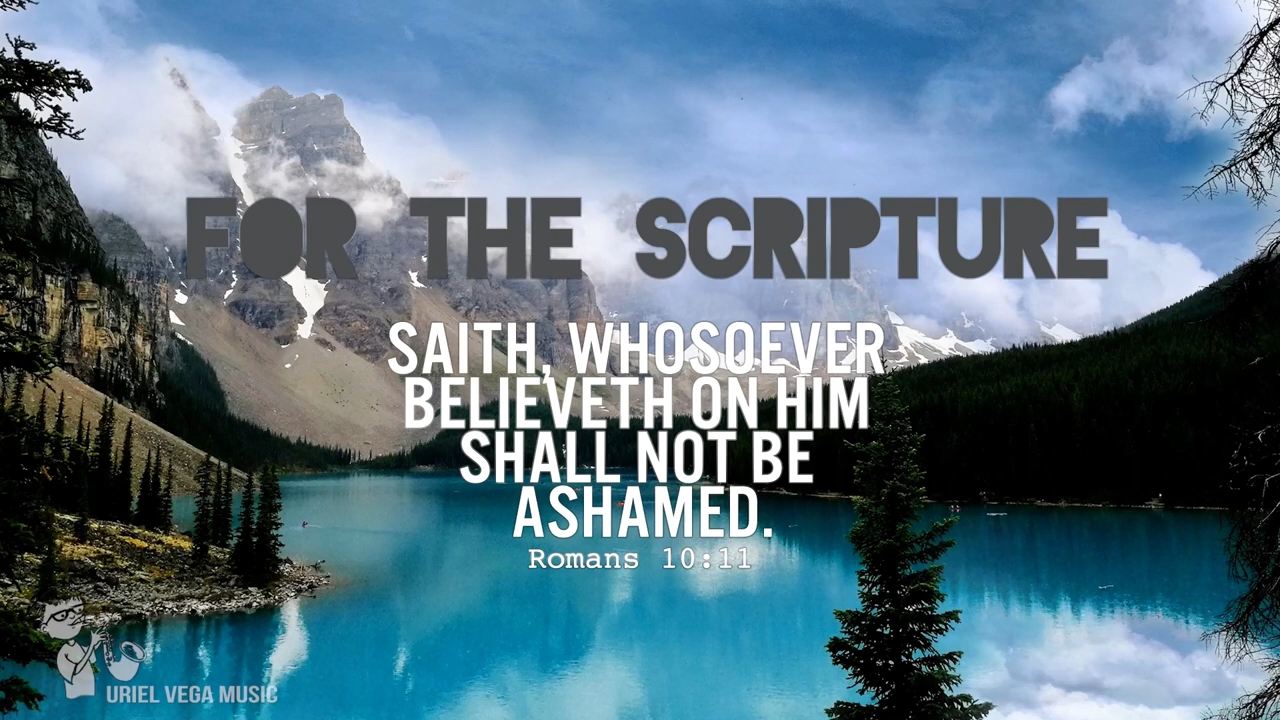 FOR THE SCRIPTURE
SAITH, WHOSOEVER
BELIEVETH ON HIM
SHALL NOT BE
ASHAMED.
Romans 10:11
URIEL VEGA MUSIC